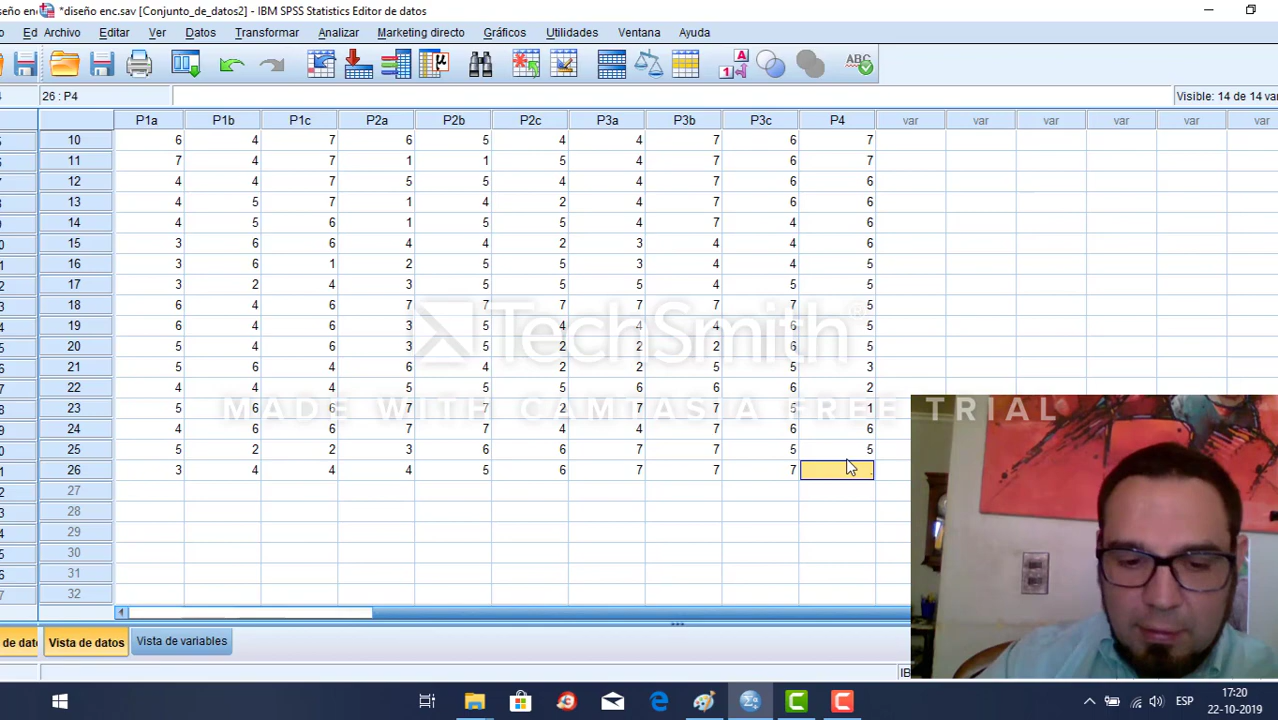 diseño enc *diseño enc.sav [Conjunto_de_datos2] - IBM SPSS Statistics Editor de datos
Ed Archivo Editar Ver Datos Transformar Analizar Marketing directo Gráficos Utilidades Ventana Ayuda
26 : P4 Visible: 14 de 14 var
P1a P1b P1c P2a P2b P2c P3a P3b P3c P4 var var var var var var
10 6 4 7 6 5 4 4 7 6 7
11 7 4 7 1 1 5 4 7 6 7
12 4 4 7 5 5 4 4 7 6 6
13 4 5 7 1 4 2 4 7 6 6
14 4 5 6 1 5 5 4 7 4 6
15 3 6 6 4 4 2 3 4 4 6
16 3 6 1 2 5 5 3 4 4 5
17 3 2 4 3 5 5 5 4 5 5
18 6 4 6 7 7 7 7 7 7 5
19 6 4 6 3 5 4 4 4 6 5
20 5 4 6 3 5 2 2 2 6 5
21 5 6 4 6 4 2 2 5 5 3
22 4 4 4 5 5 5 6 6 6 2
23 5 6 6 7 7 2 7 7 5 1
24 4 6 6 7 7 4 4 7 6 6
25 5 2 2 3 6 6 7 7 5 5
26 3 4 4 4 5 6 7 7 7
27
28
29
30
31
32
TechSmith®
MADE WITH CAMTASIA FREE TRIAL
de dato Vista de datos Vista de variables
IB
ESP
17:20
22-10-2019